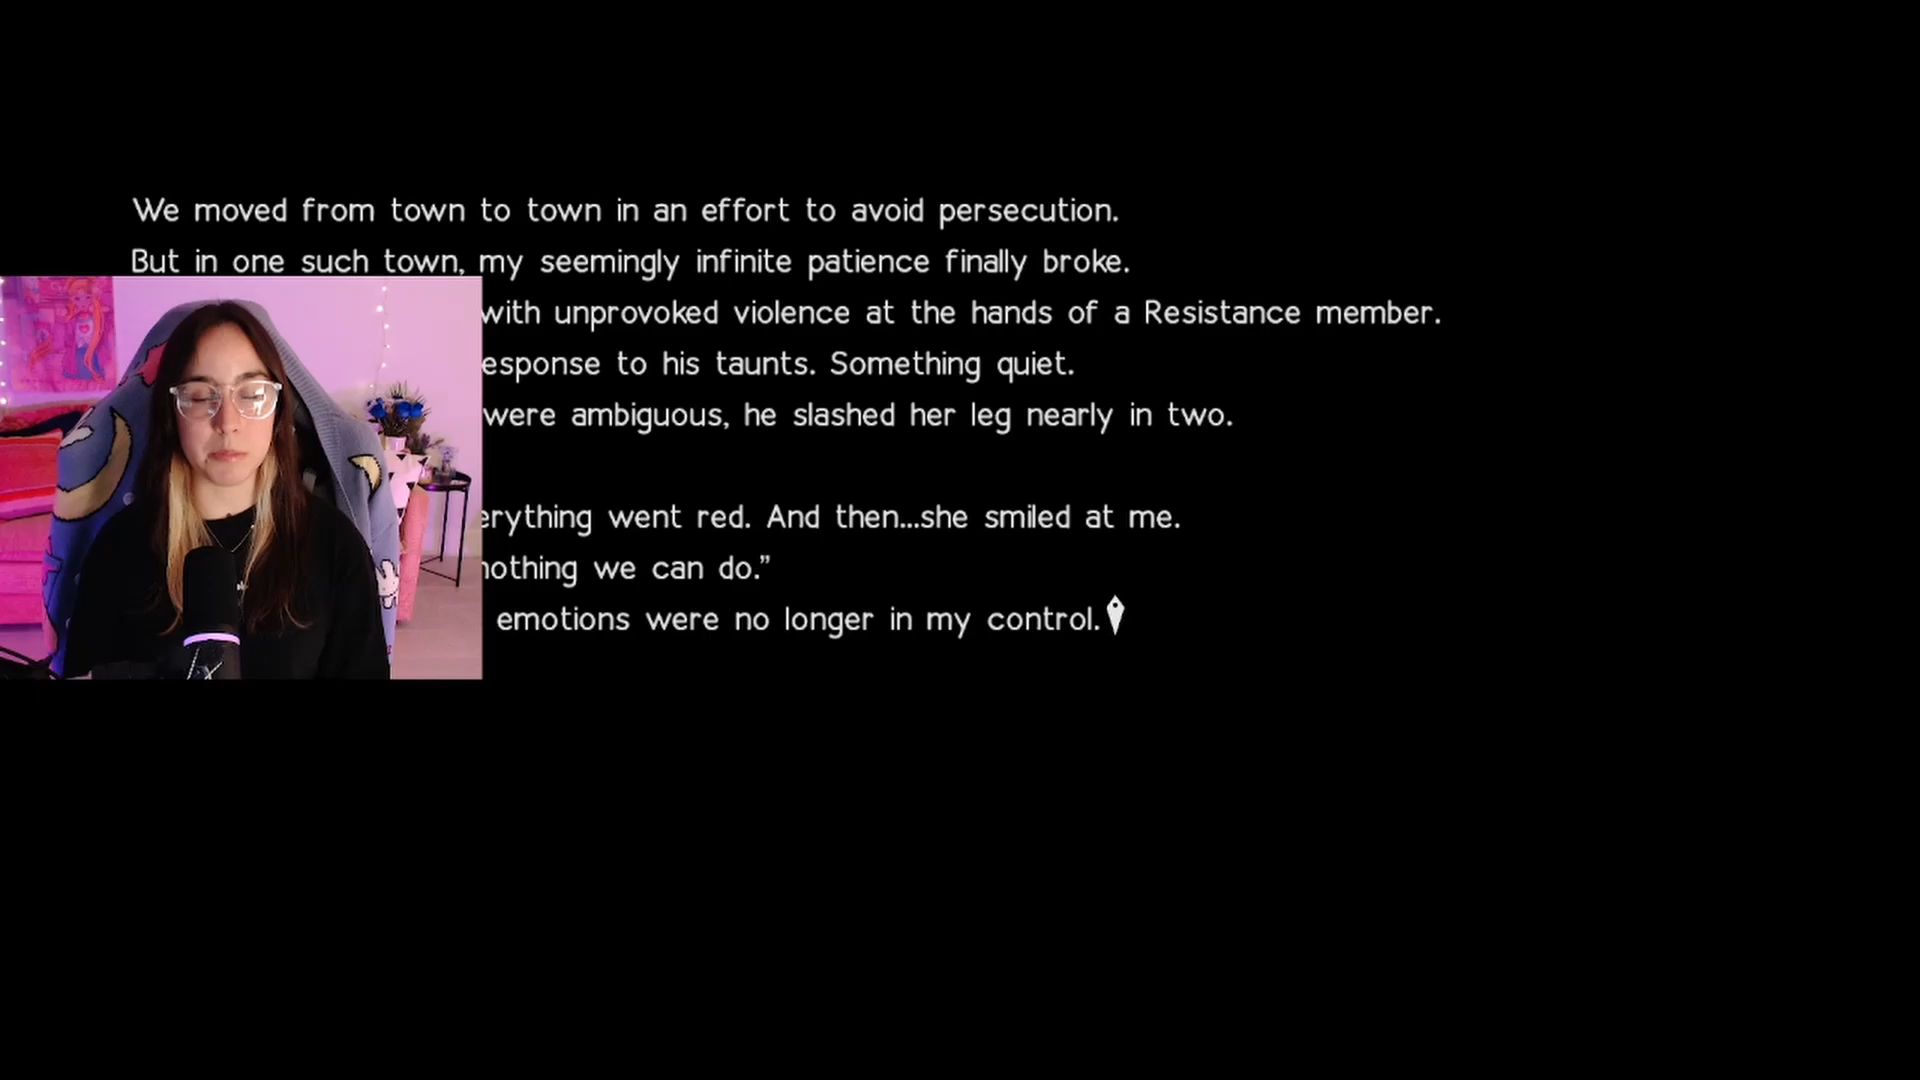 We moved from town to town in an effort to avoid persecution.
But in one such town, my seemingly infinite patience finally broke.
with unprovoked violence at the hands of a Resistance member.
to his taunts. Something quiet.
were ambiguous, he slashed her leg nearly in two.
went red. And then...she smiled at me.
we can do.”
emotions were no longer in my control.